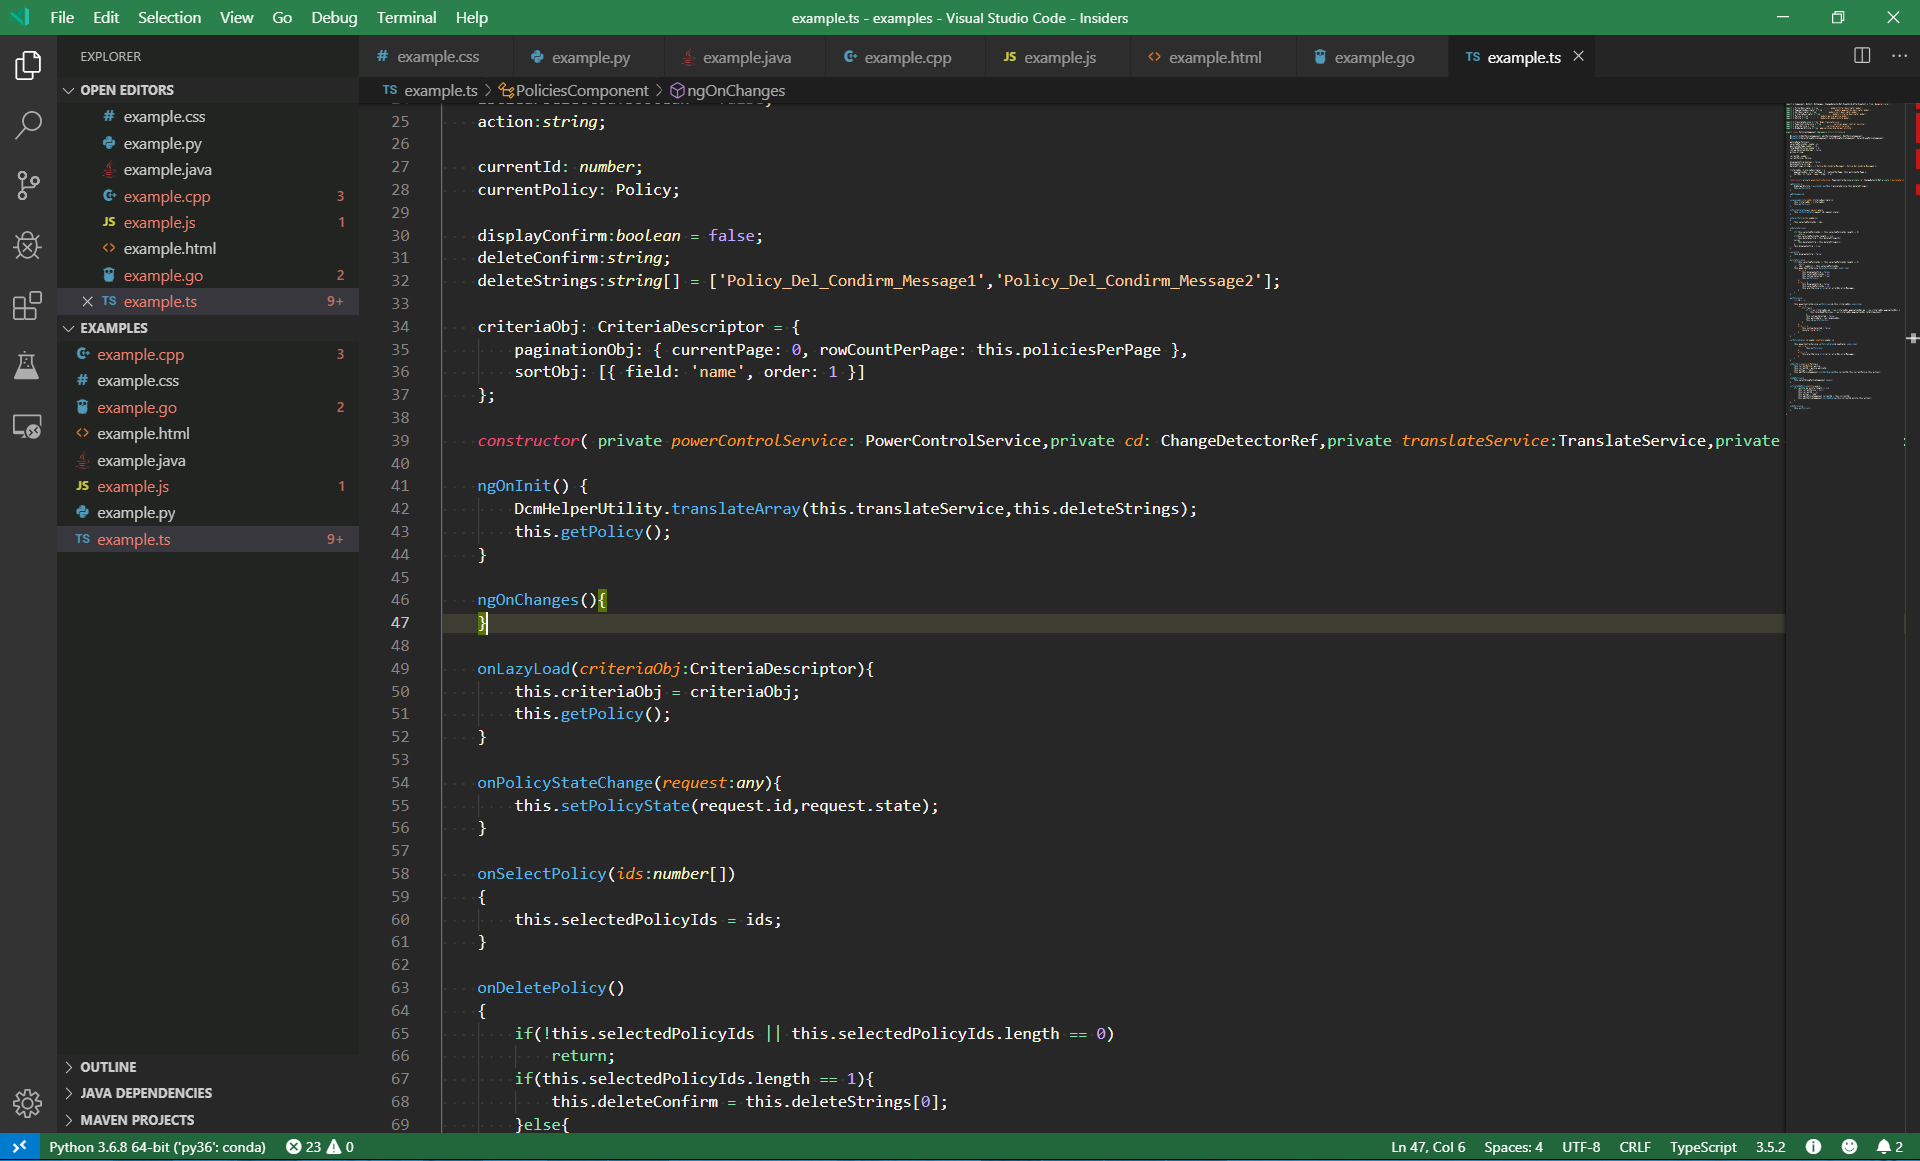 File Edit Selection View Go Debug Terminal Help
example.ts - examples - Visual Studio Code - Insiders
EXPLORER
OPEN EDITORS
# example.css
example.py
example.java
example.cpp 3
JS example.js 1
<> example.html
example.go 2
TS example.ts 9+
EXAMPLES
example.cpp 3
# example.css
example.go 2
<> example.html
example.java
JS example.js 1
example.py
TS example.ts 9+
OUTLINE
JAVA DEPENDENCIES
MAVEN PROJECTS
# example.css example.py example.java example.cpp JS example.js <> example.html example.go TS example.ts
TS example.ts > PoliciesComponent > ngOnChanges
25 action:string;
26
27 currentId: number;
28 currentPolicy: Policy;
29
30 displayConfirm:boolean = false;
31 deleteConfirm:string;
32 deleteStrings:string[] = ['Policy_Del_Condirm_Message1','Policy_Del_Condirm_Message2'];
33
34 criteriaObj: CriteriaDescriptor = {
35 paginationObj: { currentPage: 0, rowCountPerPage: this.policiesPerPage },
36 sortObj: [{ field: 'name', order: 1 }]
37 };
38
39 constructor( private powerControlService: PowerControlService,private cd: ChangeDetectorRef,private translateService:TranslateService,private
40
41 ngOnInit() {
42 DcmHelperUtility.translateArray(this.translateService,this.deleteStrings);
43 this.getPolicy();
44 }
45
46 ngOnChanges(){
47 }
48
49 onLazyLoad(criteriaObj:CriteriaDescriptor){
50 this.criteriaObj = criteriaObj;
51 this.getPolicy();
52 }
53
54 onPolicyStateChange(request:any){
55 this.setPolicyState(request.id,request.state);
56 }
57
58 onSelectPolicy(ids:number[])
59 {
60 this.selectedPolicyIds = ids;
61 }
62
63 onDeletePolicy()
64 {
65 if(!this.selectedPolicyIds || this.selectedPolicyIds.length == 0)
66 return;
67 if(this.selectedPolicyIds.length == 1){
68 this.deleteConfirm = this.deleteStrings[0];
69 }else{
Python 3.6.8 64-bit ('py36': conda) 23 0 Ln 47, Col 6 Spaces: 4 UTF-8 CRLF TypeScript 3.5.2 2